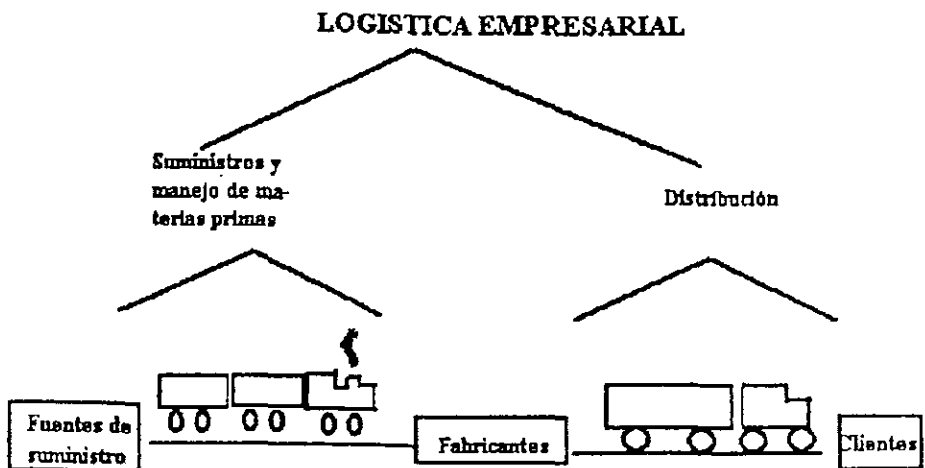 LOGISTICA EMPRESARIAL
Suministros y
manejo de ma-
terias primas
Distribución
Fuentes de
suministro
Fabricantes
Clientes